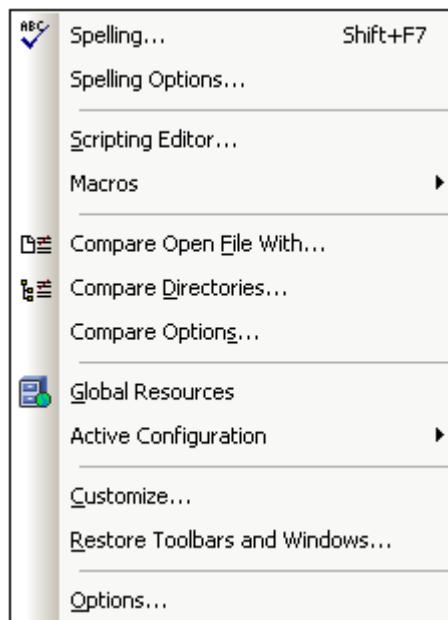 ABC
Spelling... Shift+F7
Spelling Options...
Scripting Editor...
Macros
Compare Open File With...
Compare Directories...
Compare Options...
Global Resources
Active Configuration
Customize...
Restore Toolbars and Windows...
Options...